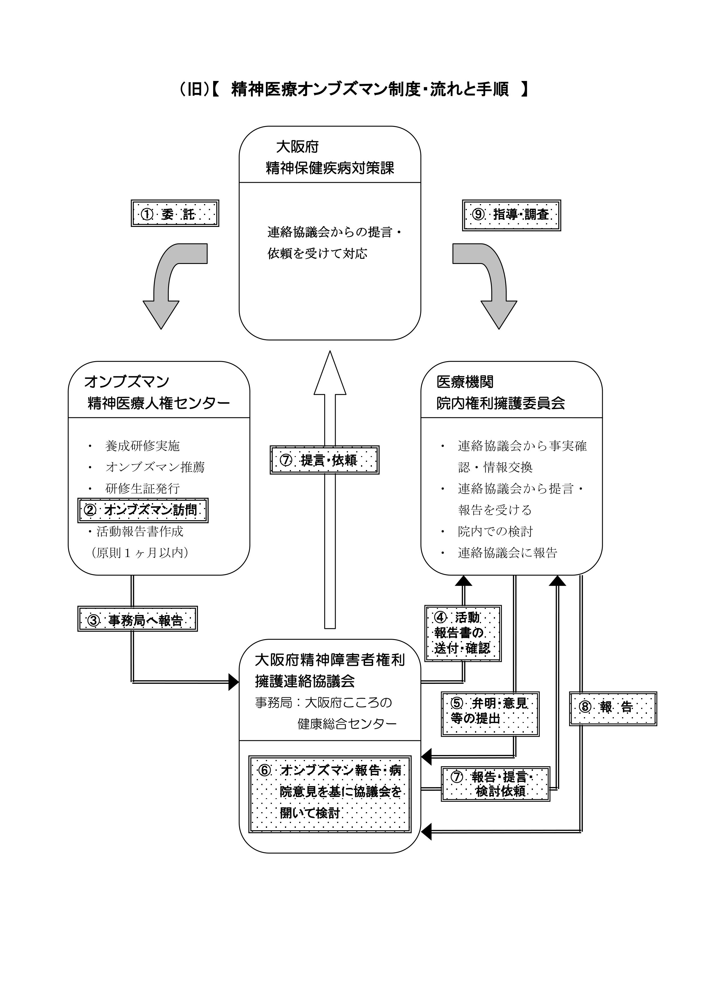 （旧）【　精神医療オンブズマン制度・流れと手順　】
大阪府
精神保健疾病対策課
連絡協議会からの提言・
依頼を受けて対応
① 委　託
⑨ 指導・調査
オンブズマン
精神医療人権センター
・　養成研修実施
・　オンブズマン推薦
・　研修生証発行
② オンブズマン訪問
・活動報告書作成
（原則１ヶ月以内）
⑦ 提言・依頼
医療機関
院内権利擁護委員会
・　連絡協議会から事実確
認・情報交換
・　連絡協議会から提言・
報告を受ける
・　院内での検討
・　連絡協議会に報告
③ 事務局へ報告
④ 活動
報告書の
送付・確認
大阪府精神障害者権利
擁護連絡協議会
事務局：大阪府こころの
健康総合センター
⑤ 弁明・意見
等の提出
⑧ 報　告
⑥ オンブズマン報告・病
院意見を基に協議会を
開いて検討
⑦ 報告・提言・
検討依頼